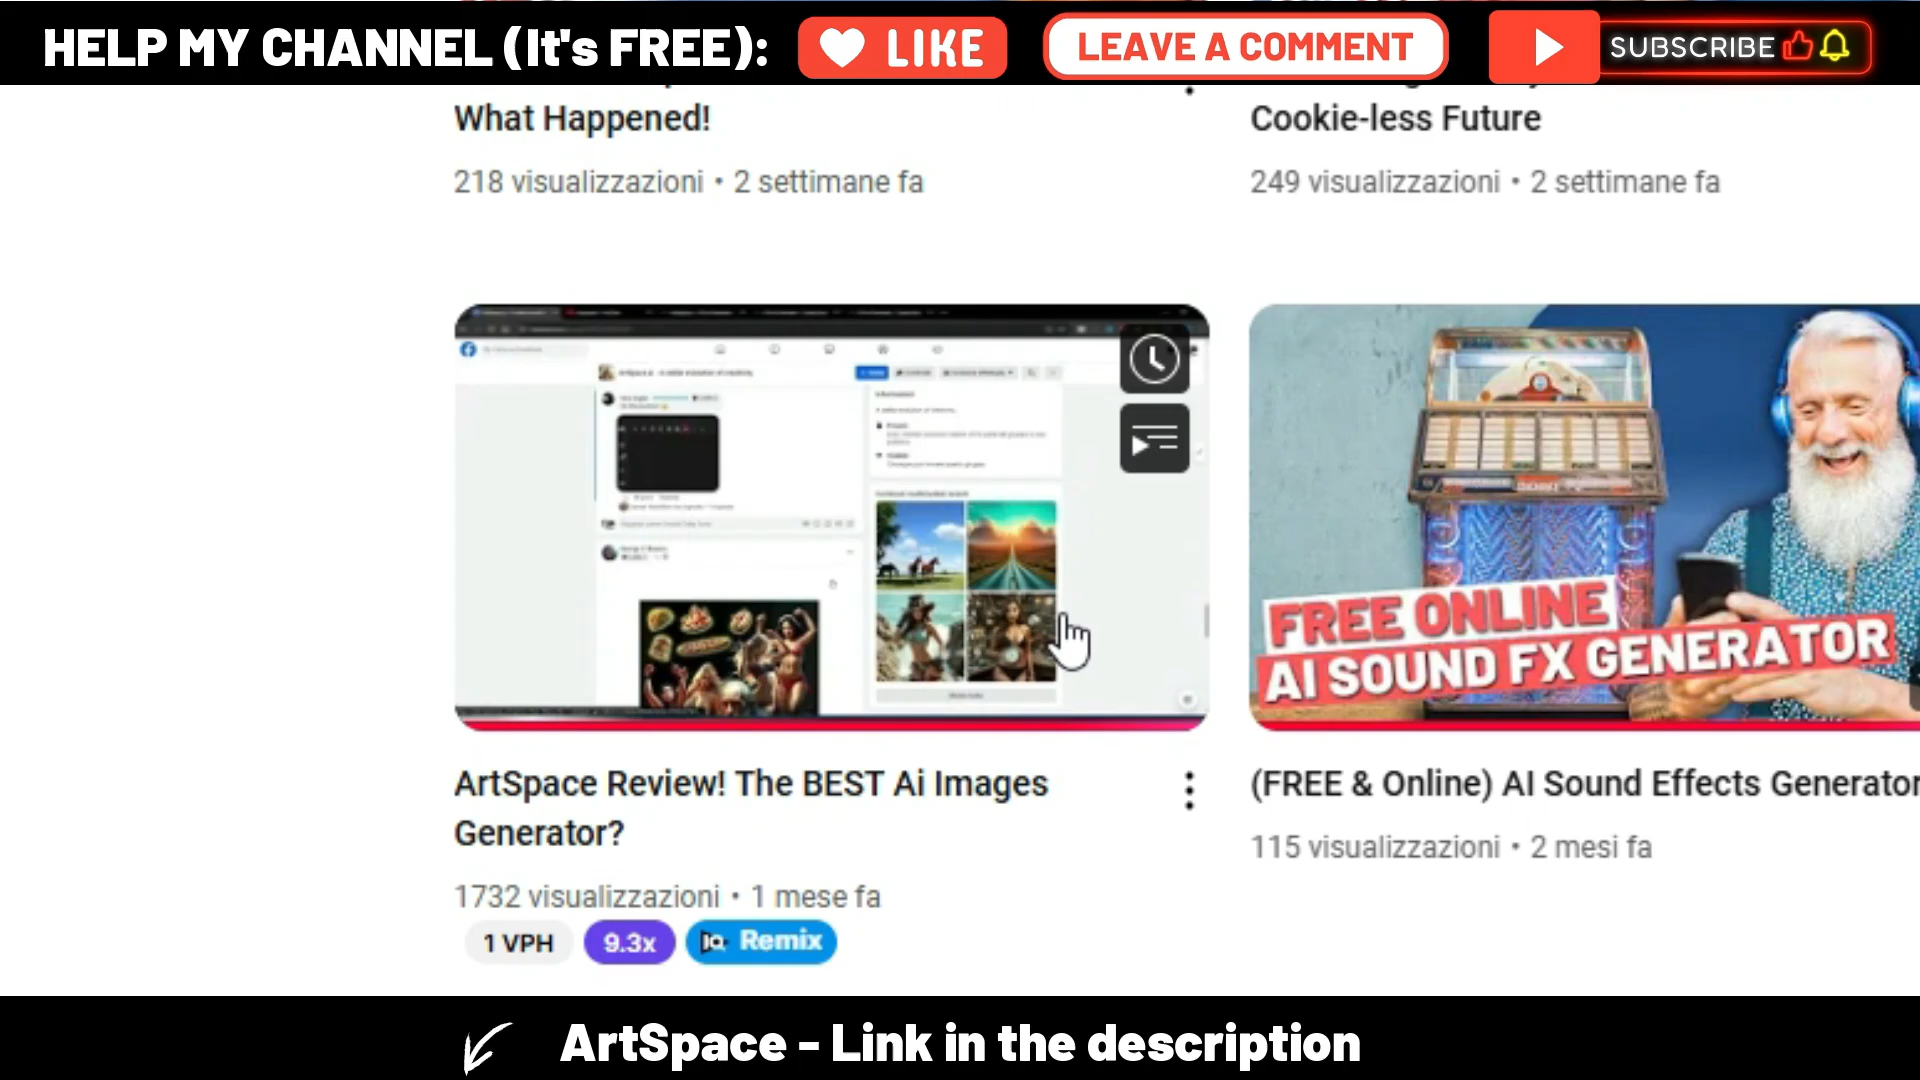 HELP MY CHANNEL (It's FREE): LIKE LEAVE A COMMENT SUBSCRIBE
What Happened!
218 visualizzazioni • 2 settimane fa
Cookie-less Future
249 visualizzazioni • 2 settimane fa
FREE ONLINE
AI SOUND FX GENERATOR
ArtSpace Review! The BEST Ai Images
Generator?
1732 visualizzazioni • 1 mese fa
1 VPH 9.3x IQ Remix
(FREE & Online) AI Sound Effects Generator
115 visualizzazioni • 2 mesi fa
ArtSpace - Link in the description